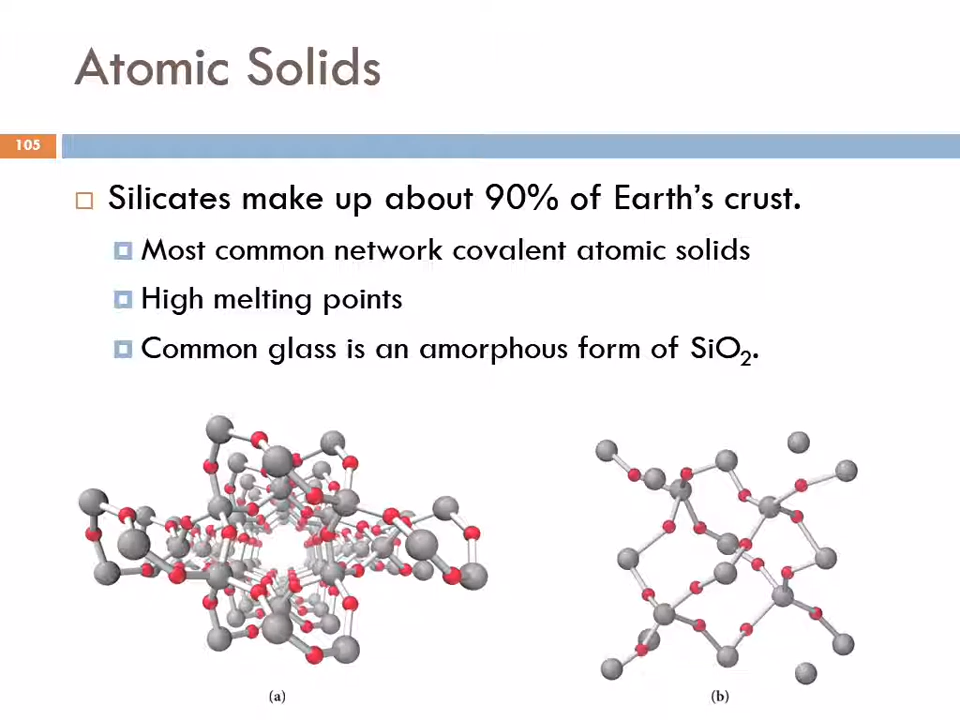 Atomic Solids
105
Silicates make up about 90% of Earth’s crust.
Most common network covalent atomic solids
High melting points
Common glass is an amorphous form of SiO₂.
(a)
(b)